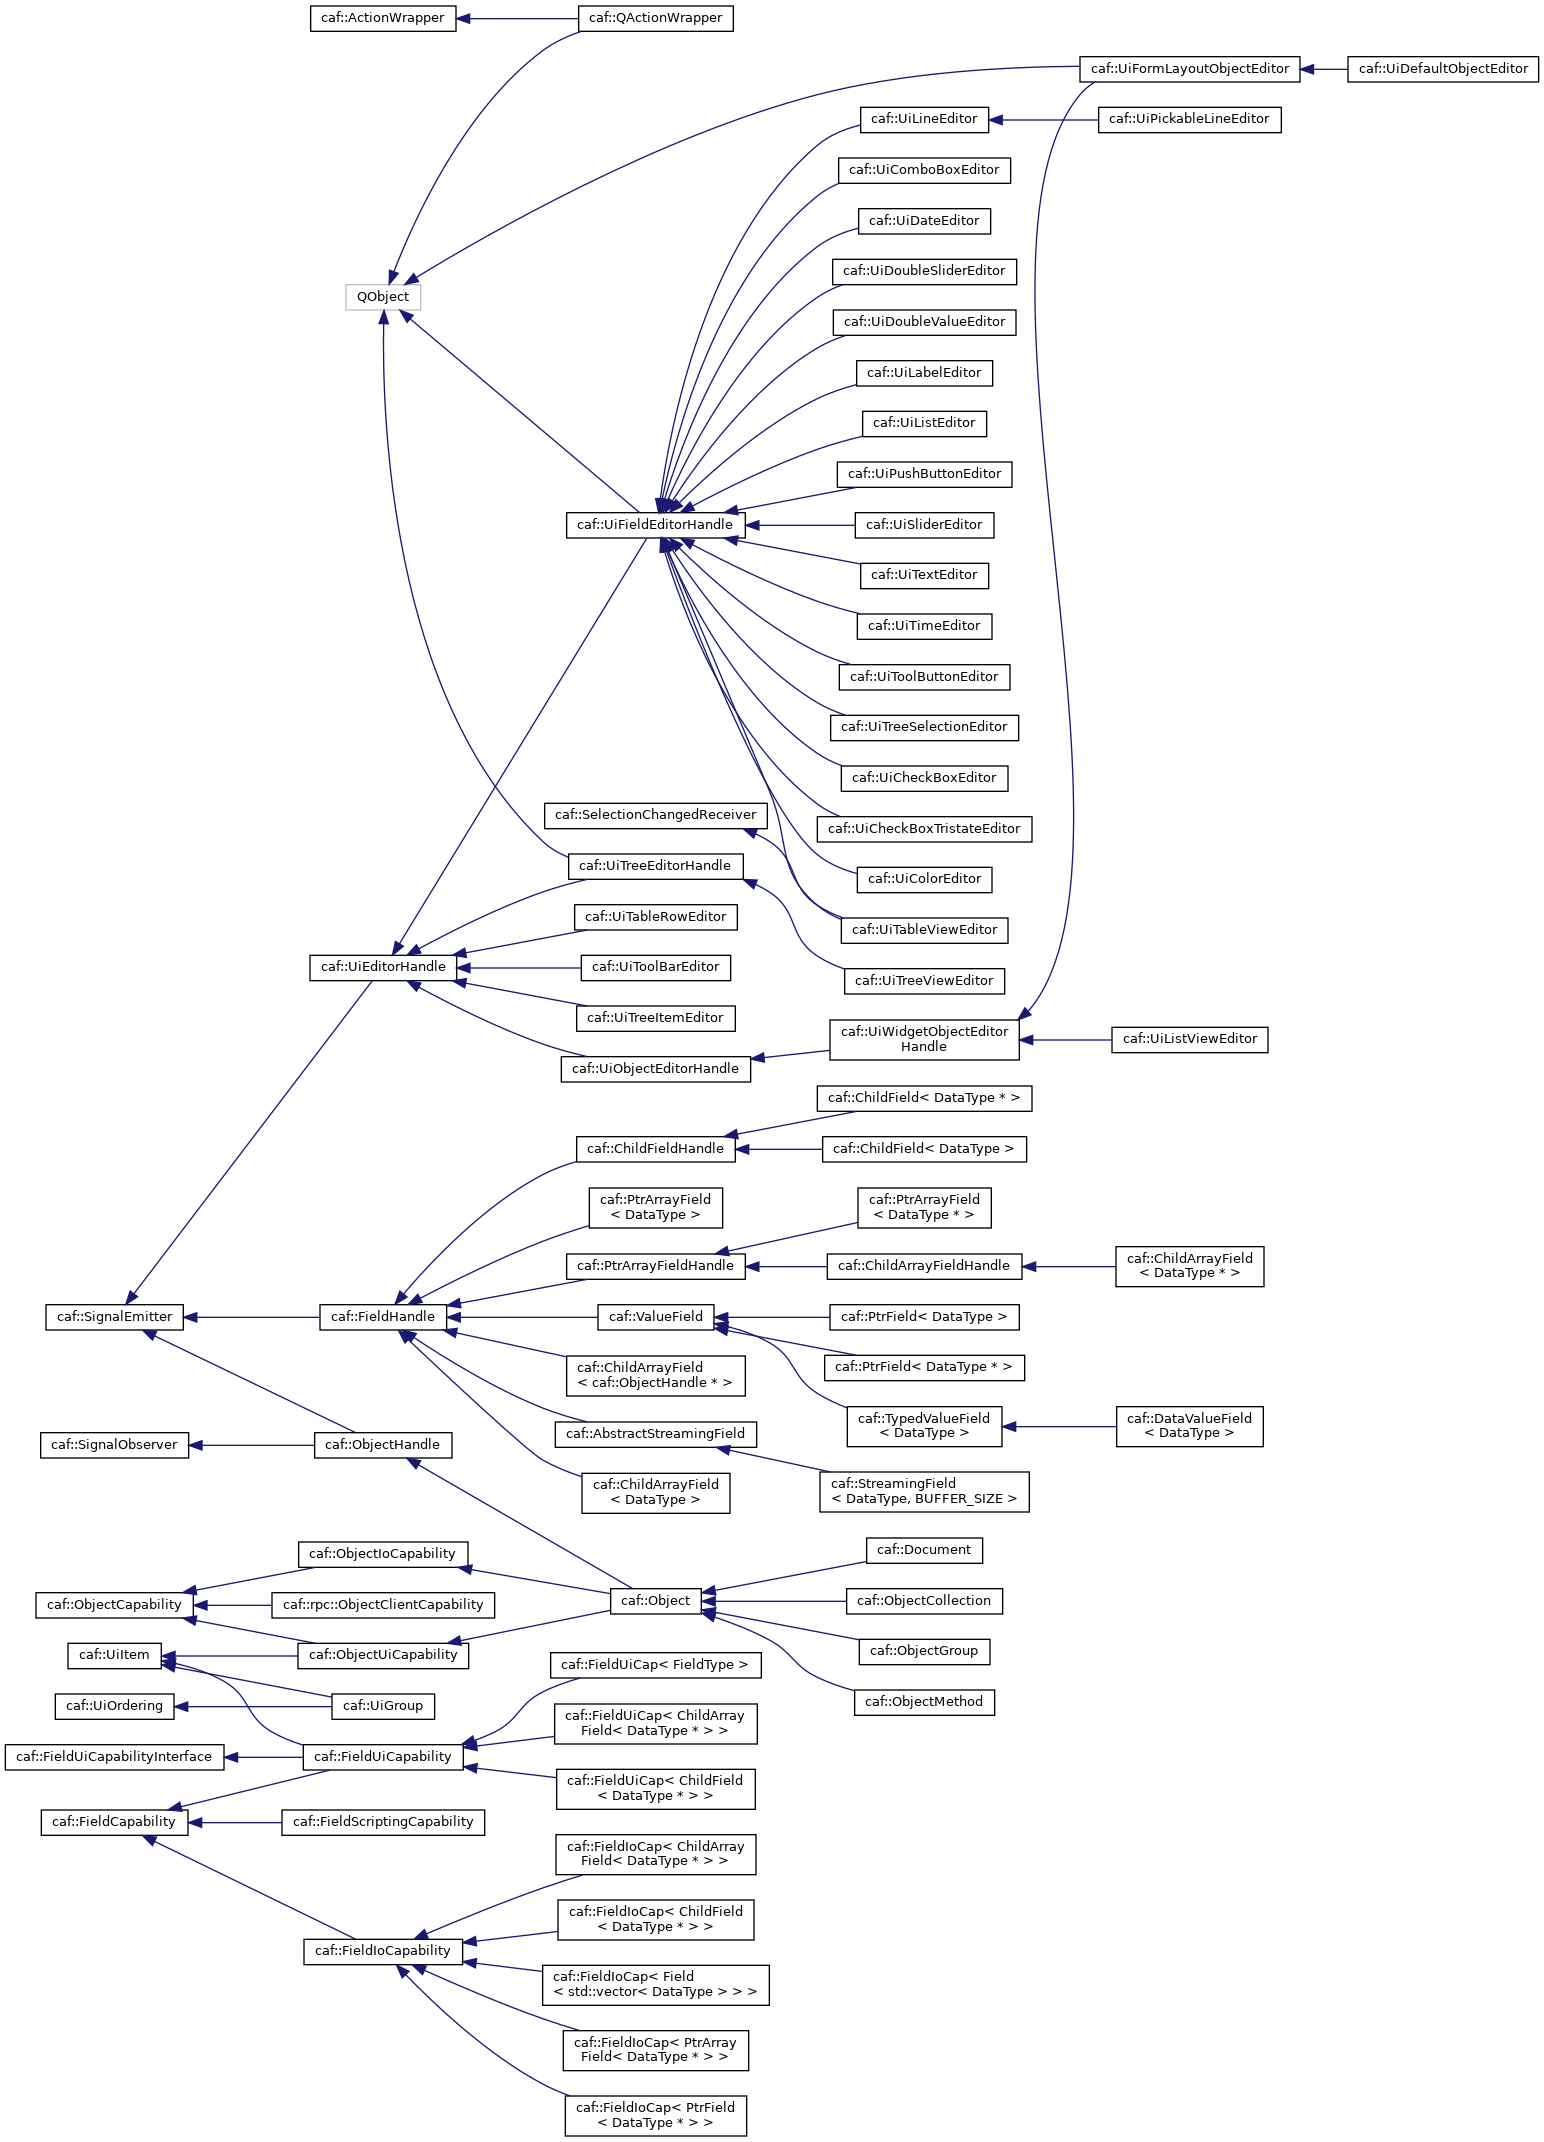 caf::ActionWrapper
caf::QActionWrapper
caf::UiFormLayoutObjectEditor
caf::UiDefaultObjectEditor
caf::UiLineEditor
caf::UiPickableLineEditor
caf::UiComboBoxEditor
caf::UiDateEditor
caf::UiDoubleSliderEditor
QObject
caf::UiDoubleValueEditor
caf::UiLabelEditor
caf::UiListEditor
caf::UiPushButtonEditor
caf::UiFieldEditorHandle
caf::UiSliderEditor
caf::UiTextEditor
caf::UiTimeEditor
caf::UiToolButtonEditor
caf::UiTreeSelectionEditor
caf::UiCheckBoxEditor
caf::SelectionChangedReceiver
caf::UiCheckBoxTristateEditor
caf::UiTreeEditorHandle
caf::UiColorEditor
caf::UiTableRowEditor
caf::UiTableViewEditor
caf::UiEditorHandle
caf::UiToolBarEditor
caf::UiTreeViewEditor
caf::UiTreeItemEditor
caf::UiWidgetObjectEditor
Handle
caf::UiListViewEditor
caf::UiObjectEditorHandle
caf::ChildField< DataType * >
caf::ChildFieldHandle
caf::ChildField< DataType >
caf::PtrArrayField
< DataType >
caf::PtrArrayField
< DataType * >
caf::PtrArrayFieldHandle
caf::ChildArrayFieldHandle
caf::ChildArrayField
< DataType * >
caf::SignalEmitter
caf::FieldHandle
caf::ValueField
caf::PtrField< DataType >
caf::ChildArrayField
< caf::ObjectHandle * >
caf::PtrField< DataType * >
caf::TypedValueField
< DataType >
caf::DataValueField
< DataType >
caf::AbstractStreamingField
caf::SignalObserver
caf::ObjectHandle
caf::ChildArrayField
< DataType >
caf::StreamingField
< DataType, BUFFER_SIZE >
caf::ObjectIoCapability
caf::Document
caf::ObjectCapability
caf::rpc::ObjectClientCapability
caf::Object
caf::ObjectCollection
caf::UiItem
caf::ObjectUiCapability
caf::ObjectGroup
caf::FieldUiCap< FieldType >
caf::UiOrdering
caf::UiGroup
caf::ObjectMethod
caf::FieldUiCap< ChildArray
Field< DataType * > >
caf::FieldUiCapabilityInterface
caf::FieldUiCapability
caf::FieldUiCap< ChildField
< DataType * > >
caf::FieldCapability
caf::FieldScriptingCapability
caf::FieldIoCap< ChildArray
Field< DataType * > >
caf::FieldIoCap< ChildField
< DataType * > >
caf::FieldIoCapability
caf::FieldIoCap< Field
< std::vector< DataType > > >
caf::FieldIoCap< PtrArray
Field< DataType * > >
caf::FieldIoCap< PtrField
< DataType * > >